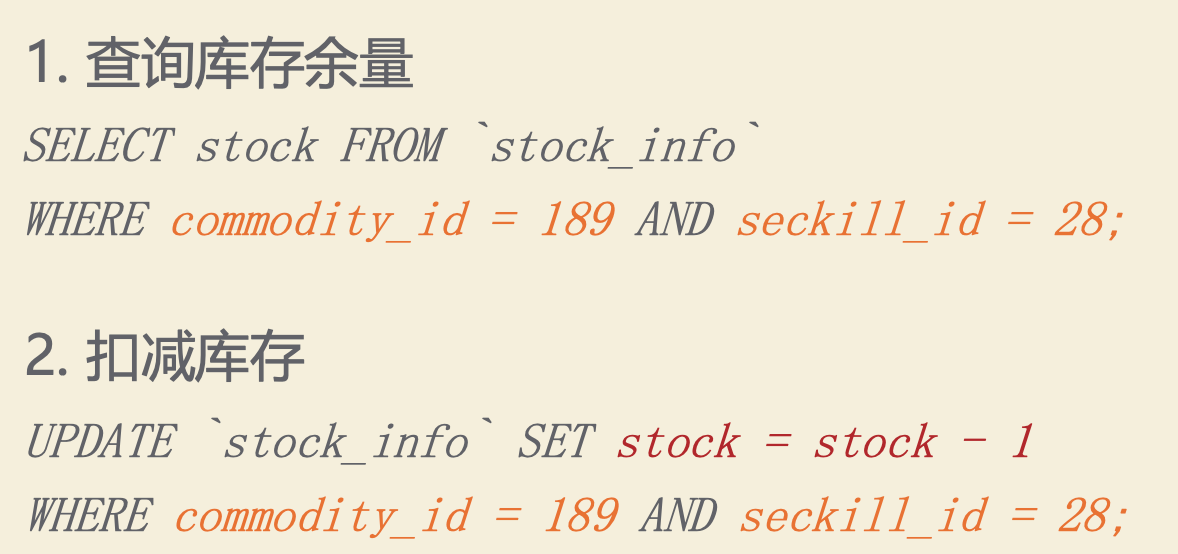 1. 查询库存余量
SELECT stock FROM `stock_info`
WHERE commodity_id = 189 AND seckill_id = 28;
2. 扣减库存
UPDATE `stock_info` SET stock = stock - 1
WHERE commodity_id = 189 AND seckill_id = 28;